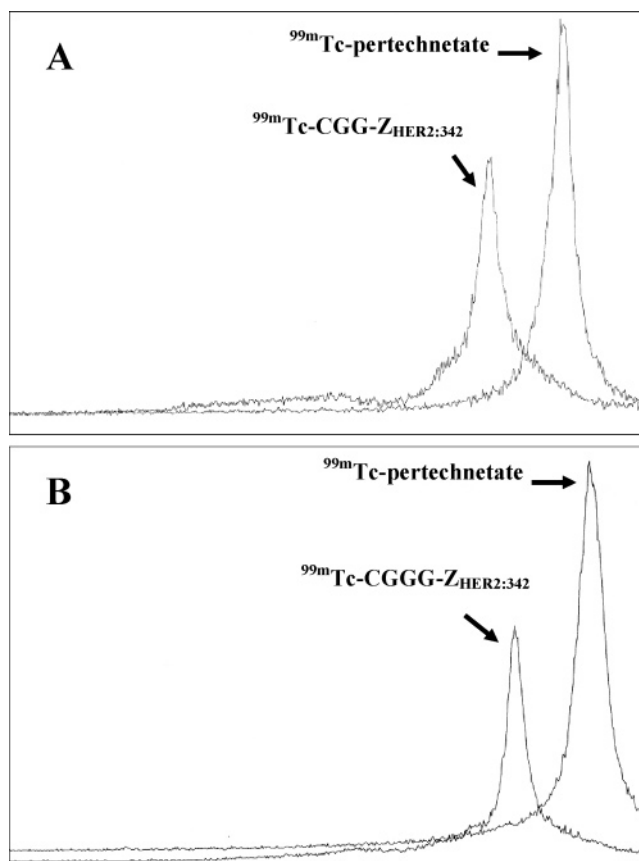 A
99mTc-pertechnetate
99mTc-CGG-ZHER2:342
B
99mTc-pertechnetate
99mTc-CGGG-ZHER2:342